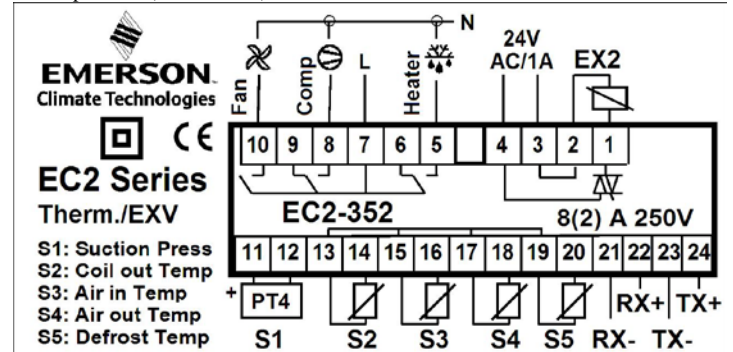 N
24V
AC/1A
EX2
EMERSON
Climate Technologies
Fan
Comp
L
Heater
CE
10 9 8 7 6 5 4 3 2 1
EC2 Series
Therm./EXV
EC2-352
8(2) A 250V
S1: Suction Press
S2: Coil out Temp
S3: Air in Temp
S4: Air out Temp
S5: Defrost Temp
11 12 13 14 15 16 17 18 19 20 21 22 23 24
+ PT4
RX+ TX+
S1 S2 S3 S4 S5 RX- TX-